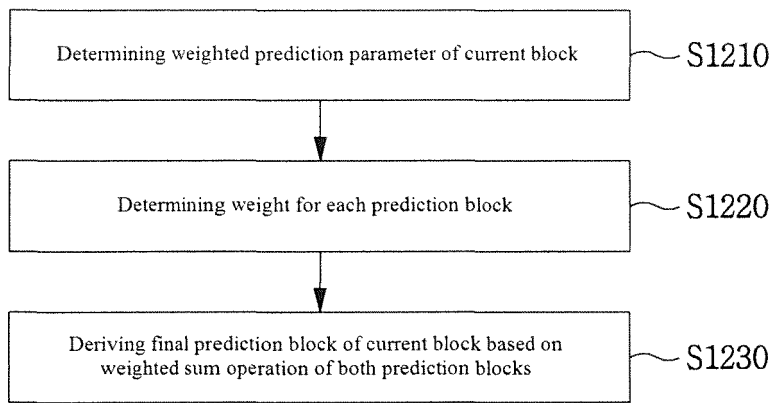 Determining weighted prediction parameter of current block
S1210
Determining weight for each prediction block
S1220
Deriving final prediction block of current block based on
weighted sum operation of both prediction blocks
S1230